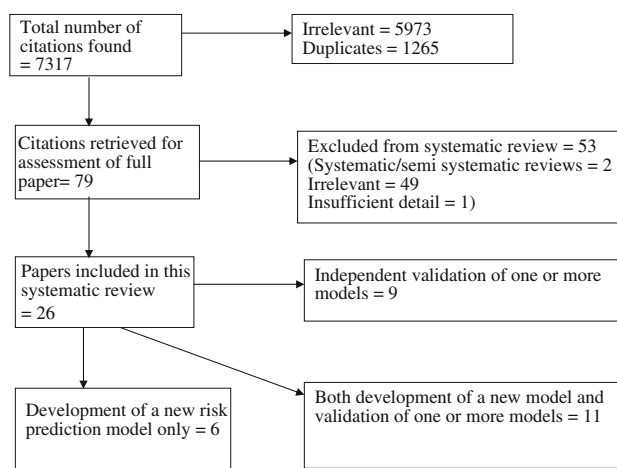 Total number of
citations found
= 7317
Irrelevant = 5973
Duplicates = 1265
Citations retrieved for
assessment of full
paper= 79
Excluded from systematic review = 53
(Systematic/semi systematic reviews = 2
Irrelevant = 49
Insufficient detail = 1)
Papers included in this
systematic review
= 26
Independent validation of one or more
models = 9
Development of a new risk
prediction model only = 6
Both development of a new model and
validation of one or more models = 11